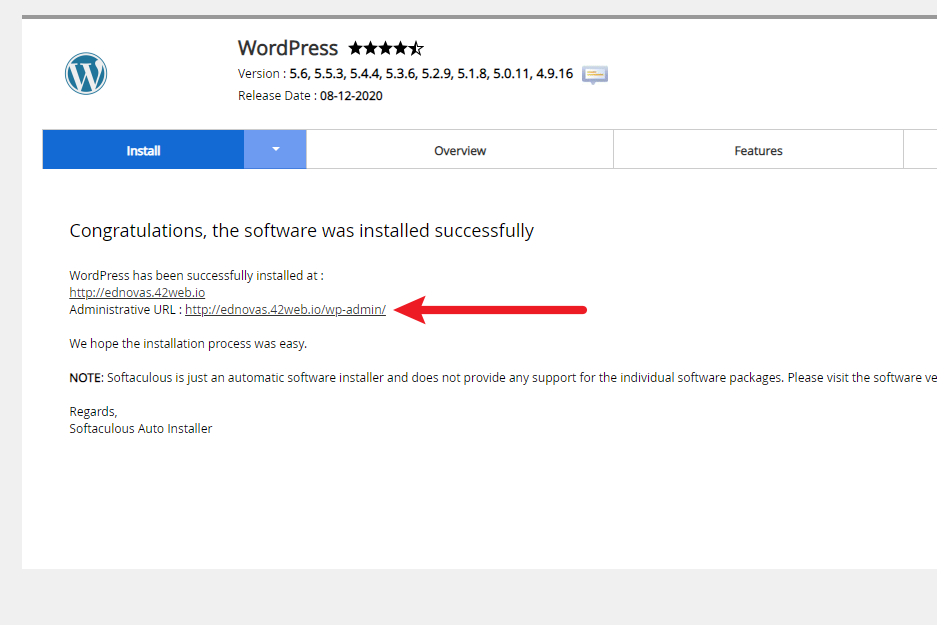 WordPress
Version : 5.6, 5.5.3, 5.4.4, 5.3.6, 5.2.9, 5.1.8, 5.0.11, 4.9.16
Release Date : 08-12-2020
Install
Overview
Features
Congratulations, the software was installed successfully
WordPress has been successfully installed at :
http://ednovas.42web.io
Administrative URL : http://ednovas.42web.io/wp-admin/
We hope the installation process was easy.
NOTE: Softaculous is just an automatic software installer and does not provide any support for the individual software packages. Please visit the software ve
Regards,
Softaculous Auto Installer